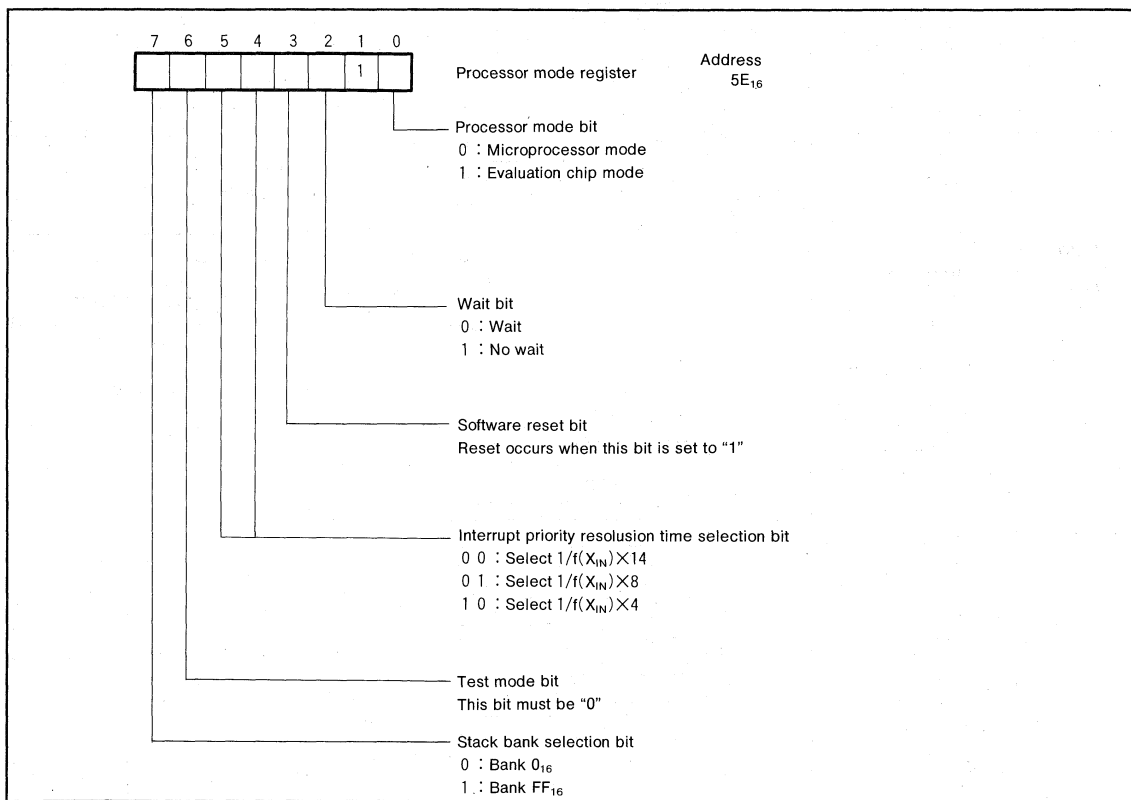 7 6 5 4 3 2 1 0
1
Processor mode register
Address
5E₁₆
Processor mode bit
0 : Microprocessor mode
1 : Evaluation chip mode
Wait bit
0 : Wait
1 : No wait
Software reset bit
Reset occurs when this bit is set to “1”
Interrupt priority resolusion time selection bit
0 0 : Select 1/f(X_IN)×14
0 1 : Select 1/f(X_IN)×8
1 0 : Select 1/f(X_IN)×4
Test mode bit
This bit must be “0”
Stack bank selection bit
0 : Bank 0₁₆
1 : Bank FF₁₆